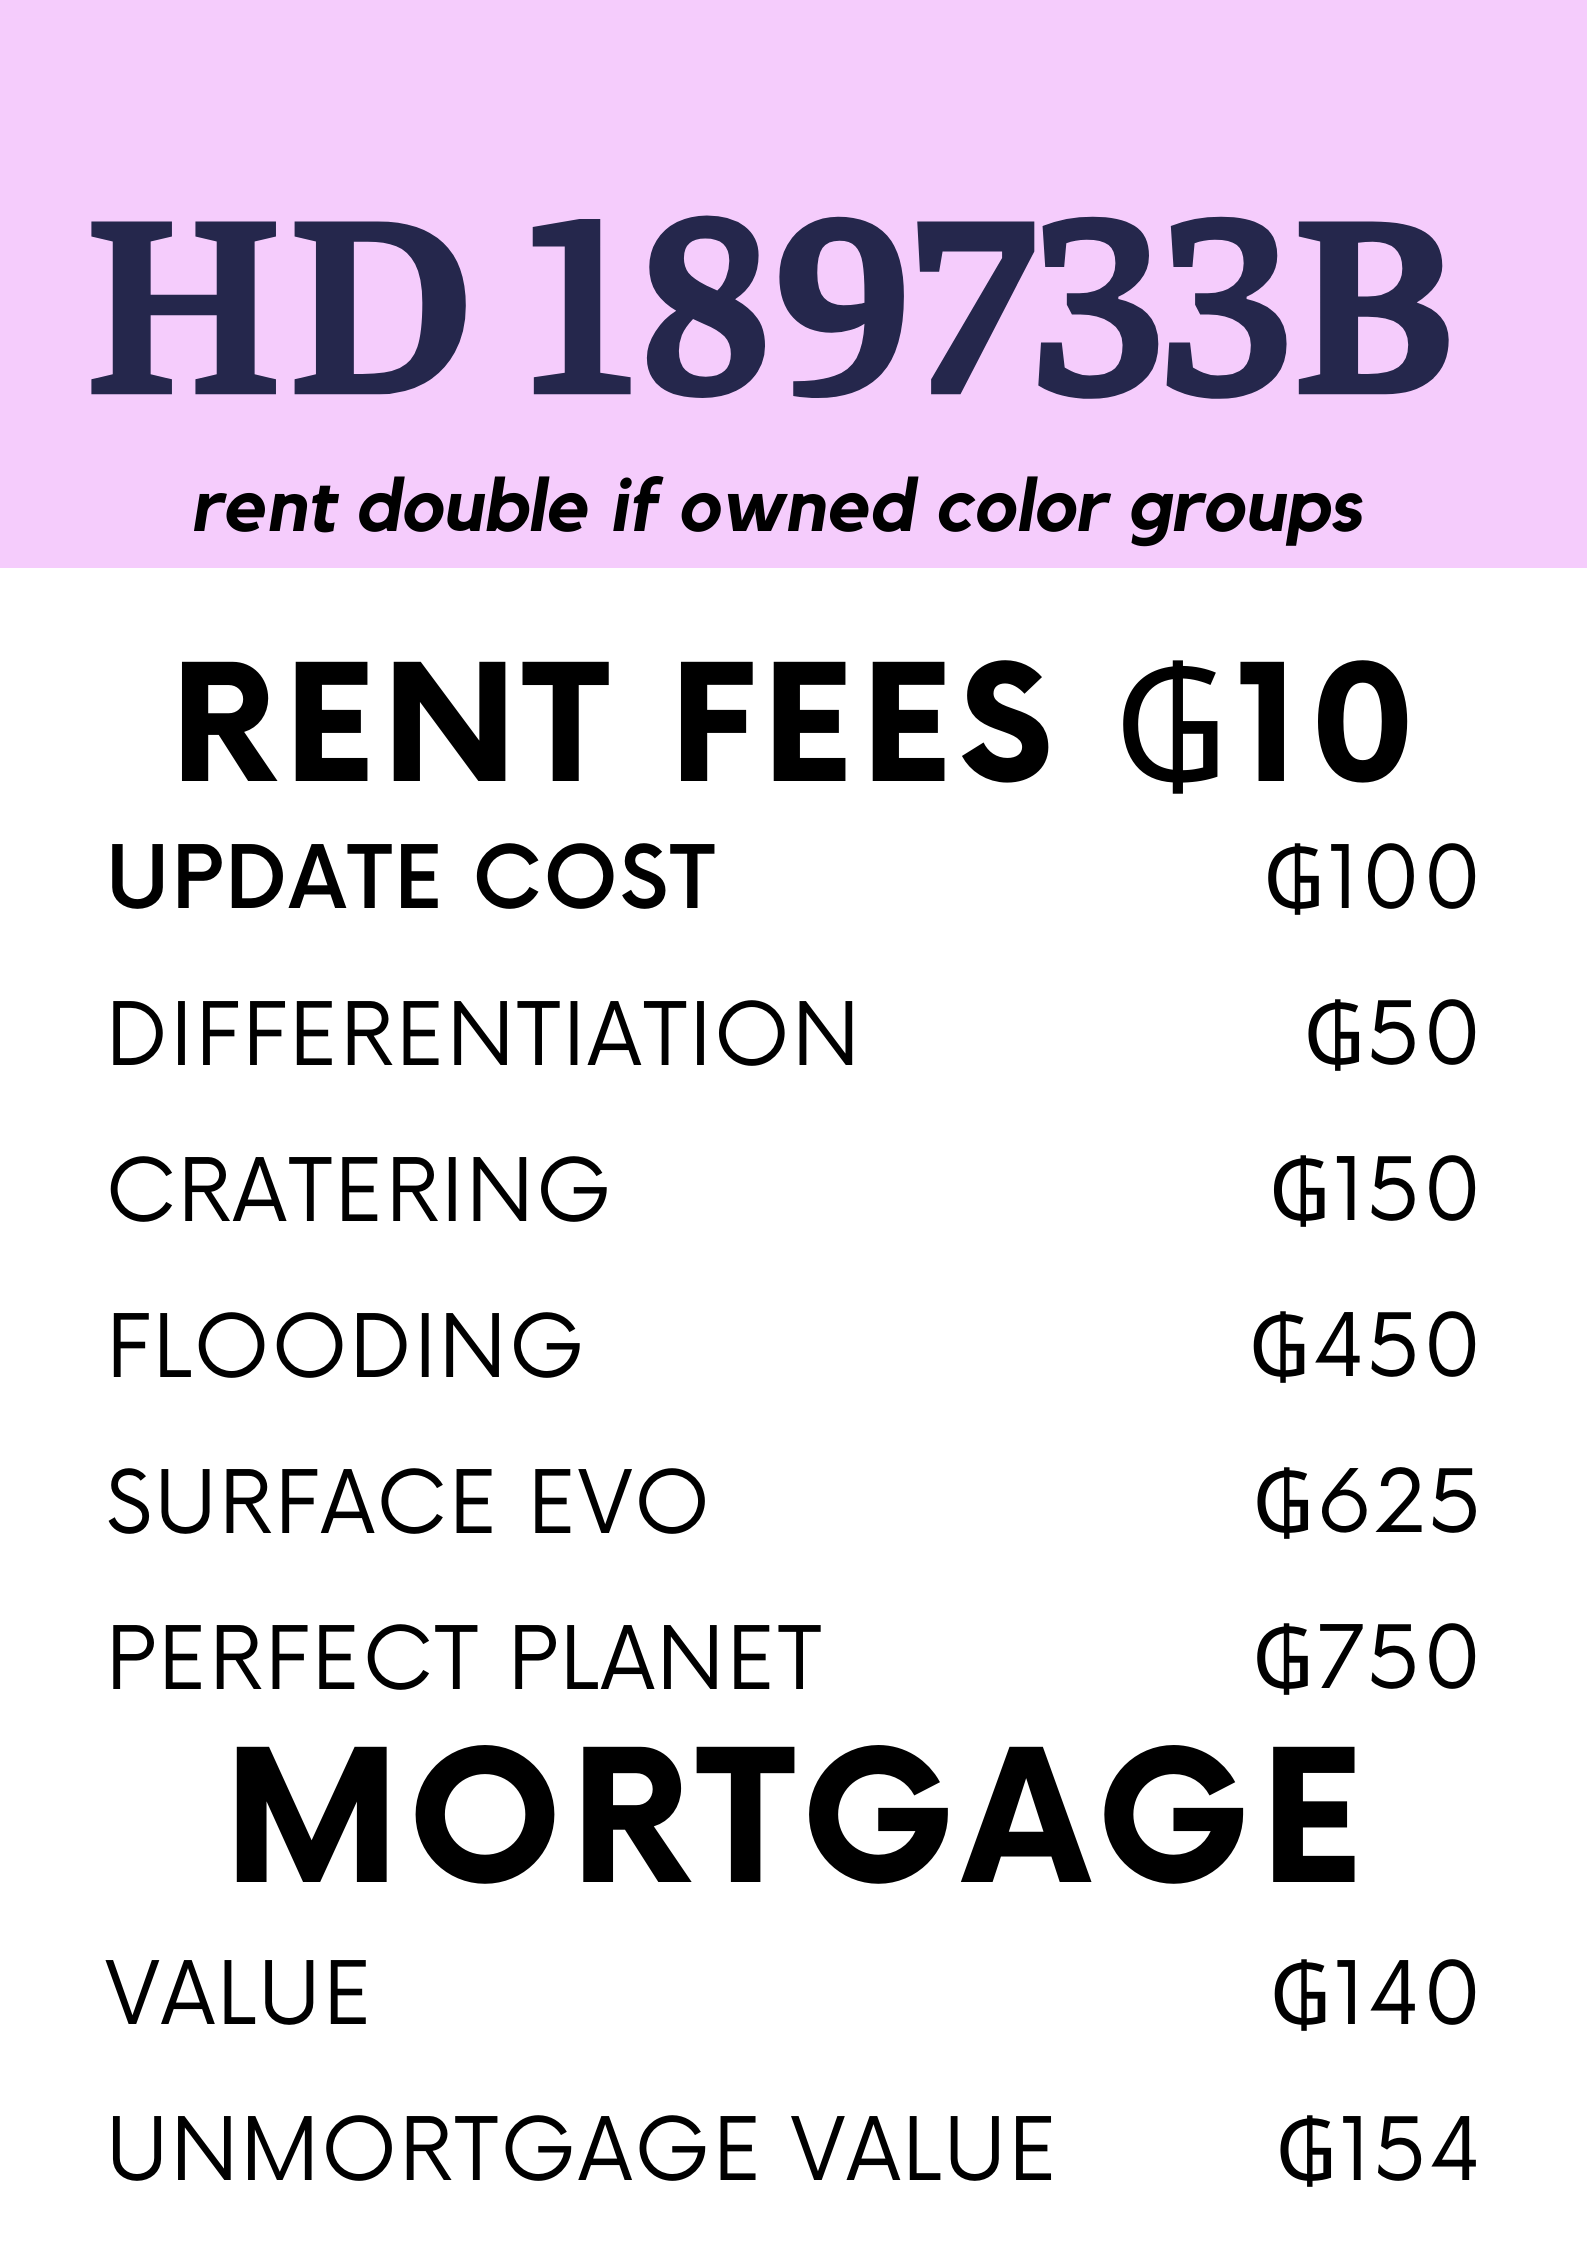 HD 189733B
rent double if owned color groups
RENT FEES ₲10
UPDATE COST ₲100
DIFFERENTIATION ₲50
CRATERING ₲150
FLOODING ₲450
SURFACE EVO ₲625
PERFECT PLANET ₲750
MORTGAGE
VALUE ₲140
UNMORTGAGE VALUE ₲154